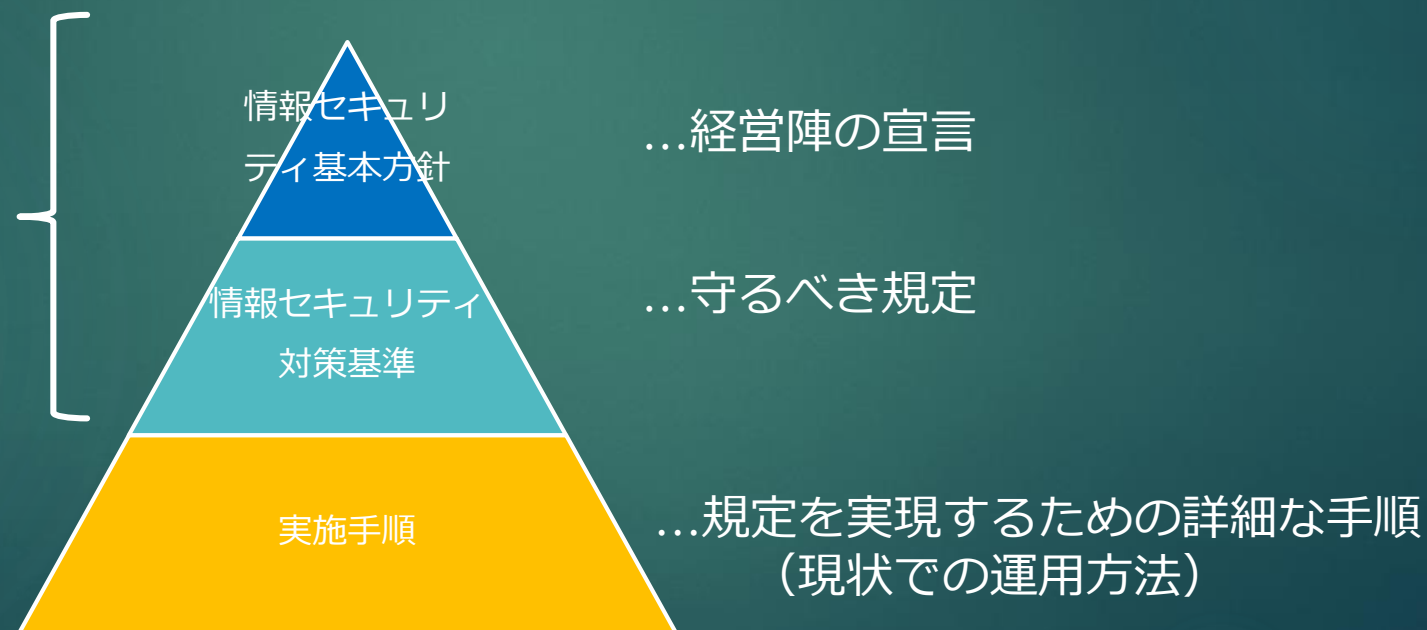 情報セキュリ
ティ基本方針
…経営陣の宣言
情報セキュリティ
対策基準
…守るべき規定
実施手順
…規定を実現するための詳細な手順
（現状での運用方法）